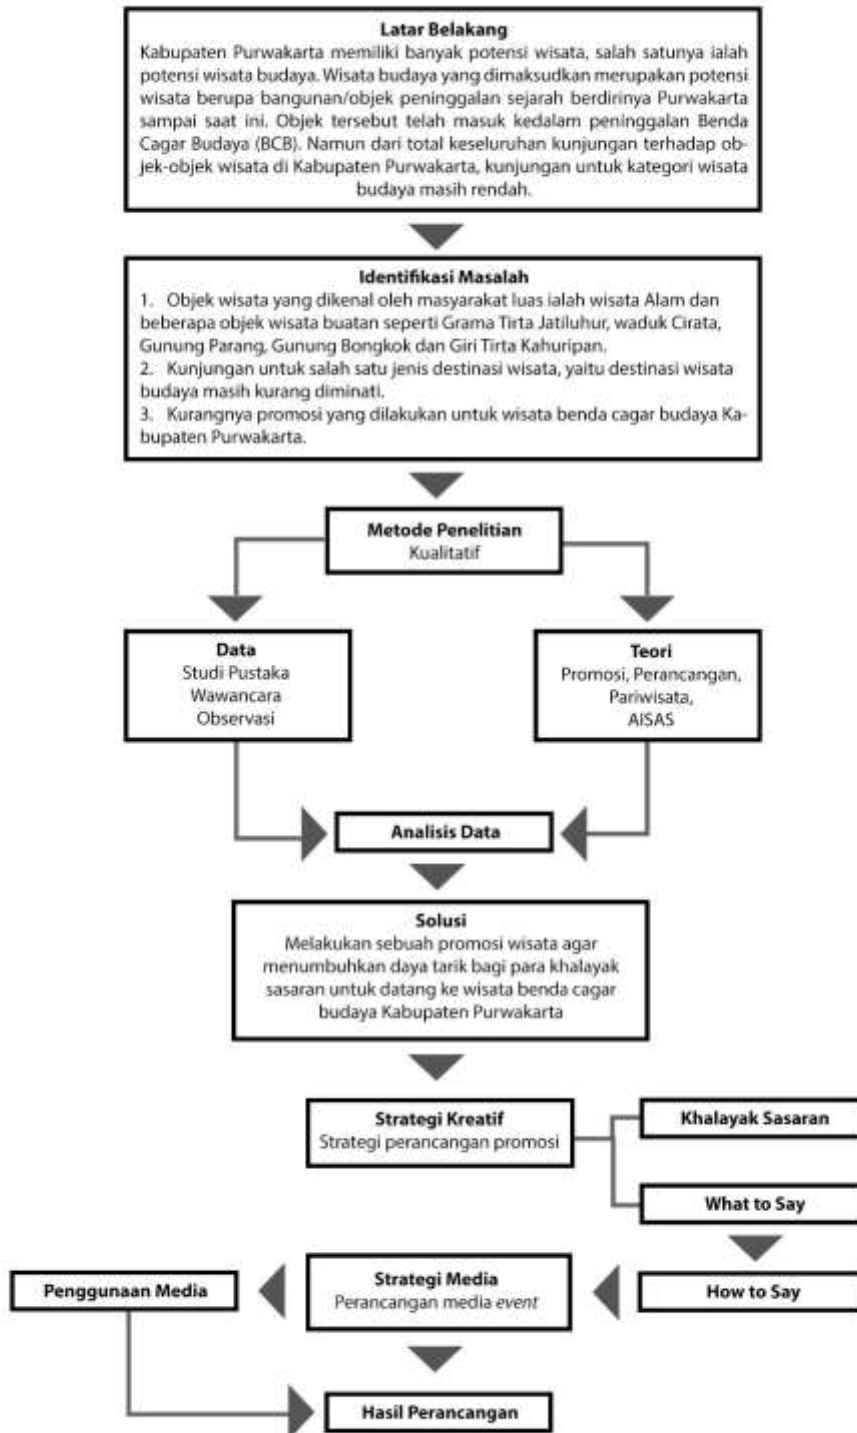 Latar Belakang
Kabupaten Purwakarta memiliki banyak potensi wisata, salah satunya ialah
potensi wisata budaya. Wisata budaya yang dimaksudkan merupakan potensi
wisata berupa bangunan/objek peninggalan sejarah berdirinya Purwakarta
sampai saat ini. Objek tersebut telah masuk kedalam peninggalan Benda
Cagar Budaya (BCB). Namun dari total keseluruhan kunjungan terhadap ob-
jek-objek wisata di Kabupaten Purwakarta, kunjungan untuk kategori wisata
budaya masih rendah.
Identifikasi Masalah
1. Objek wisata yang dikenal oleh masyarakat luas ialah wisata Alam dan
beberapa objek wisata buatan seperti Grama Tirta Jatiluhur, waduk Cirata,
Gunung Parang, Gunung Bongkok dan Giri Tirta Kahuripan.
2. Kunjungan untuk salah satu jenis destinasi wisata, yaitu destinasi wisata
budaya masih kurang diminati.
3. Kurangnya promosi yang dilakukan untuk wisata benda cagar budaya Ka-
bupaten Purwakarta.
Metode Penelitian
Kualitatif
Data
Studi Pustaka
Wawancara
Observasi
Teori
Promosi, Perancangan,
Pariwisata,
AISAS
Analisis Data
Solusi
Melakukan sebuah promosi wisata agar
menumbuhkan daya tarik bagi para khalayak
sasaran untuk datang ke wisata benda cagar
budaya Kabupaten Purwakarta
Strategi Kreatif
Strategi perancangan promosi
Khalayak Sasaran
What to Say
How to Say
Strategi Media
Perancangan media event
Penggunaan Media
Hasil Perancangan